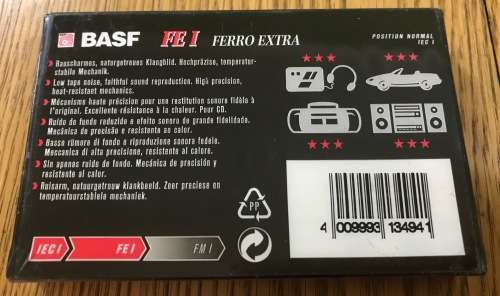 BASF FE I FERRO EXTRA
POSITION NORMAL
IEC I
Rauscharmes, naturgetreues Klangbild. Hochpräzise, temperatur-
stabile Mechanik.
Low tape noise, faithful sound reproduction. High precision,
heat-resistant mechanics.
Mécanisme haute précision pour une restitution sonore fidèle à
l'original. Excellente résistance à la chaleur. Pour CD.
Ruido de fondo reduzido e efeito sonoro de grande fidelidade.
Mecânica de precisão e resistente ao calor.
Basso rumore di fondo e riproduzione sonora fedele.
Meccanica di alta precisione, resistente al calore.
Sin apenas ruido de fondo. Mecánica de precisión y
resistente al calor.
Ruisarm, natuurgetrouw klankbeeld. Zeer preciese en
temperatuurstabiele mechaniek.
PP
IEC I FE I FM I
4 009993 134941